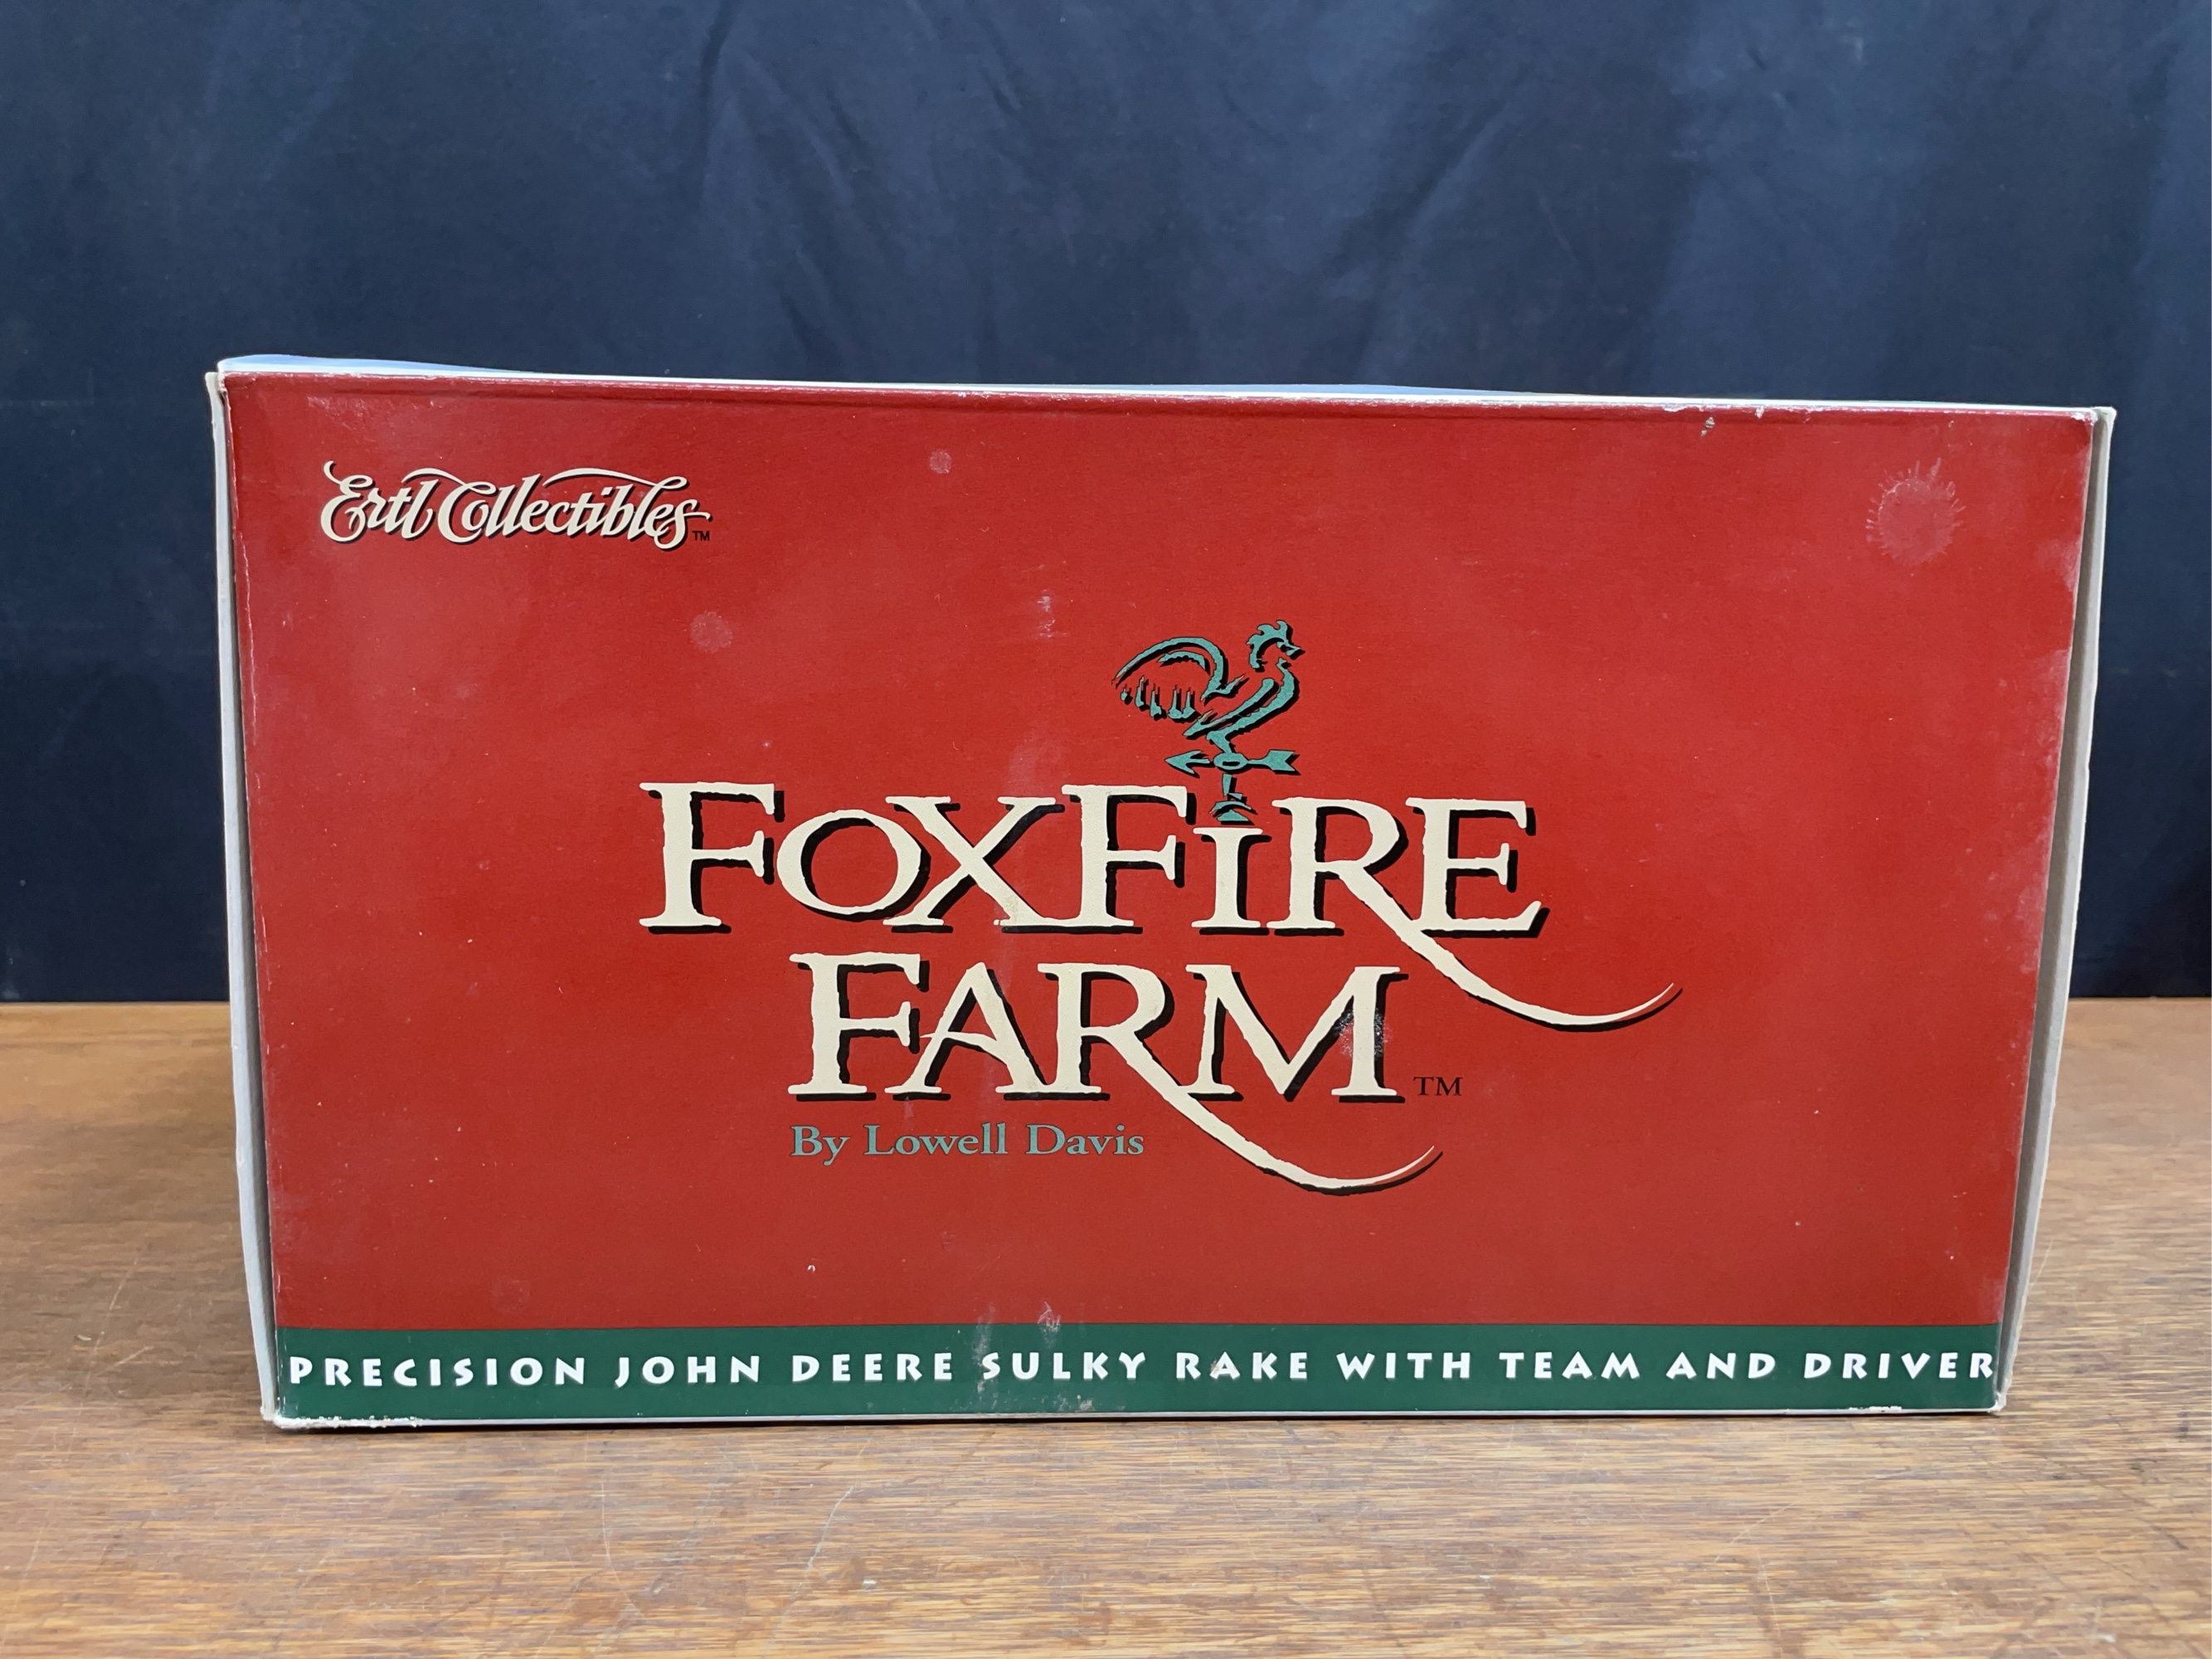 Ertl Collectibles™
FOXFIRE
FARM™
By Lowell Davis
PRECISION JOHN DEERE SULKY RAKE WITH TEAM AND DRIVER